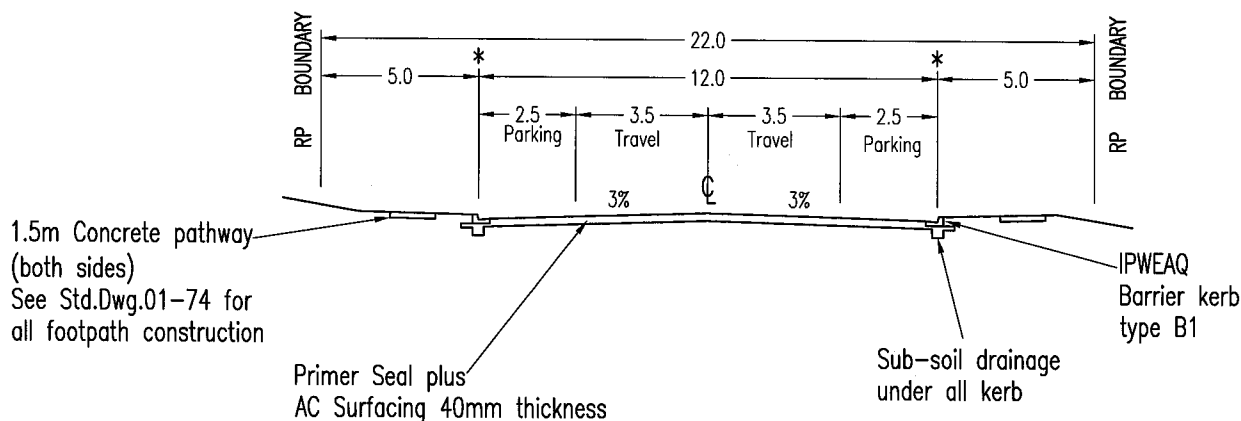 RP BOUNDARY
22.0
RP BOUNDARY
*
*
5.0
12.0
5.0
2.5
Parking
3.5
Travel
3.5
Travel
2.5
Parking
3%
℄
3%
1.5m Concrete pathway
(both sides)
See Std.Dwg.01-74 for
all footpath construction
IPWEAQ
Barrier kerb
type B1
Primer Seal plus
AC Surfacing 40mm thickness
Sub-soil drainage
under all kerb